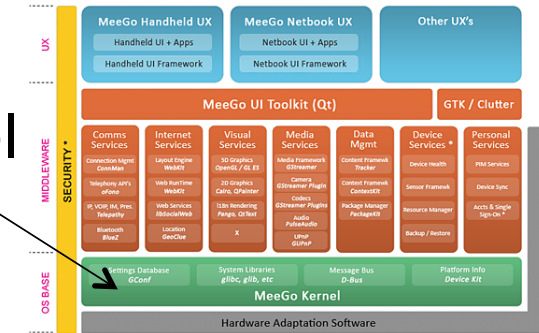 MeeGo Handheld UX
Handheld UI + Apps
Handheld UI Framework
MeeGo Netbook UX
Netbook UI + Apps
Netbook UI Framework
Other UX's
UX
SECURITY *
MIDDLEWARE
OS BASE
MeeGo UI Toolkit (Qt)
GTK / Clutter
Comms Services
Connection Mgmt
ConnMan
Telephony API's
oFono
IP, VOIP, IM, Pres.
Telepathy
Bluetooth
BlueZ
Internet Services
Layout Engine
WebKit
Web RunTime
WebKit
Web Services
libSocialWeb
Location
GeoClue
Visual Services
3D Graphics
OpenGL / GL ES
2D Graphics
Cairo, QPainter
I18n Rendering
Pango, QtText
X
Media Services
Media Framework
GStreamer
Camera
GStreamer Plugin
Codecs
GStreamer Plugins
Audio
PulseAudio
UPnP
GUPnP
Data Mgmt
Content Framewk
Tracker
Context Framewk
ContextKit
Package Manager
PackageKit
Device Services *
Device Health
Sensor Framewk
Resource Manager
Backup / Restore
Personal Services
PIM Services
Device Sync
Accts & Single
Sign-On *
Settings Database
GConf
System Libraries
glibc, glib, etc
Message Bus
D-Bus
Platform Info
Device Kit
MeeGo Kernel
Hardware Adaptation Software